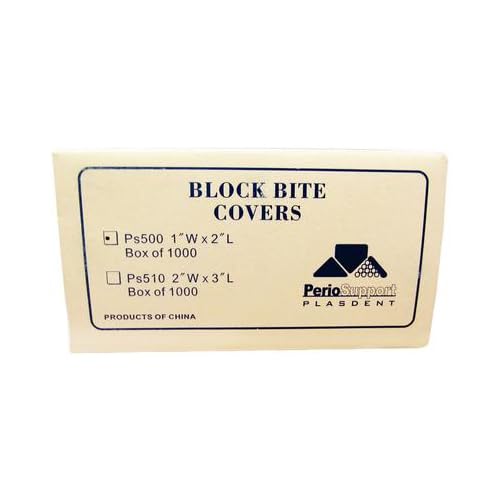 BLOCK BITE
COVERS
Ps500 1"W x 2"L
Box of 1000
Ps510 2"W x 3"L
Box of 1000
PRODUCTS OF CHINA
PerioSupport
PLASDENT